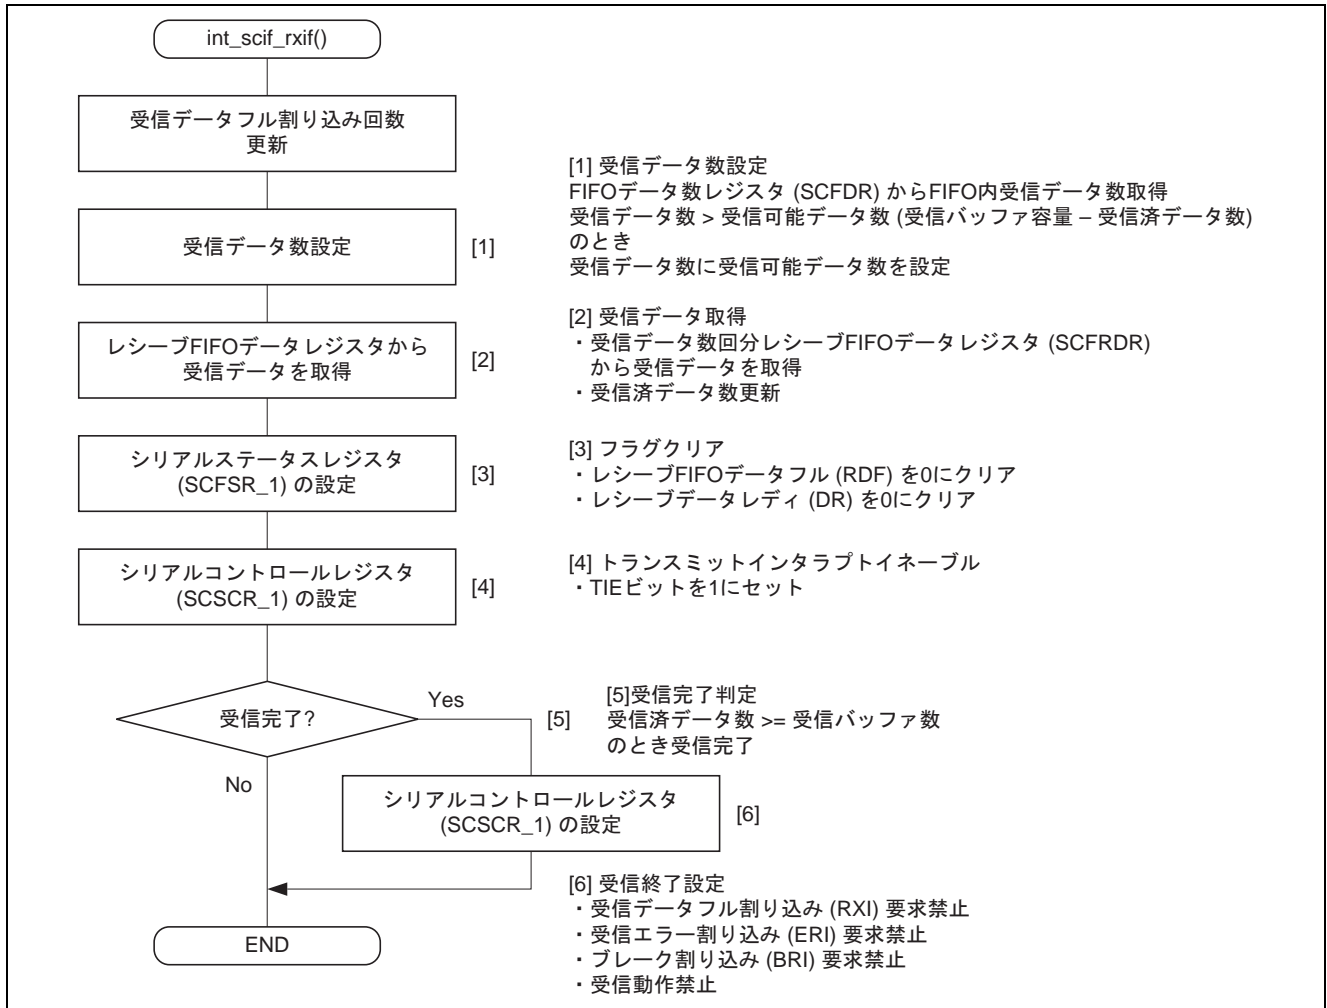 int_scif_rxif()
受信データフル割り込み回数
更新
受信データ数設定
[1]
[1] 受信データ数設定
FIFOデータ数レジスタ (SCFDR) からFIFO内受信データ数取得
受信データ数 > 受信可能データ数 (受信バッファ容量 – 受信済データ数)
のとき
受信データ数に受信可能データ数を設定
レシーブFIFOデータレジスタから
受信データを取得
[2]
[2] 受信データ取得
・受信データ数回分レシーブFIFOデータレジスタ (SCFRDR)
から受信データを取得
・受信済データ数更新
シリアルステータスレジスタ
(SCFSR_1) の設定
[3]
[3] フラグクリア
・レシーブFIFOデータフル (RDF) を0にクリア
・レシーブデータレディ (DR) を0にクリア
シリアルコントロールレジスタ
(SCSCR_1) の設定
[4]
[4] トランスミットインタラプトイネーブル
・TIEビットを1にセット
受信完了?
Yes
[5]
[5]受信完了判定
受信済データ数 >= 受信バッファ数
のとき受信完了
No
シリアルコントロールレジスタ
(SCSCR_1) の設定
[6]
[6] 受信終了設定
・受信データフル割り込み (RXI) 要求禁止
・受信エラー割り込み (ERI) 要求禁止
・ブレーク割り込み (BRI) 要求禁止
・受信動作禁止
END